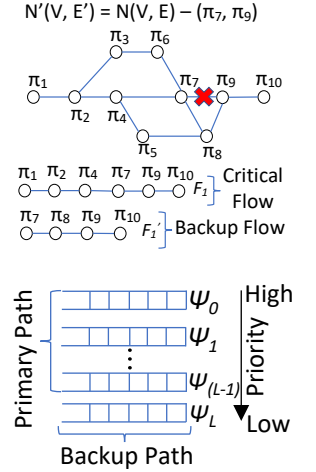 N'(V, E') = N(V, E) – (π7, π9)
π3 π6
π1 π7 π9 π10
π2 π4
π5 π8
π1 π2 π4 π7 π9 π10
F1 Critical Flow
π7 π8 π9 π10
F1′ Backup Flow
Primary Path
Ψ0 High
Ψ1
Priority
Ψ(L-1)
ΨL Low
Backup Path